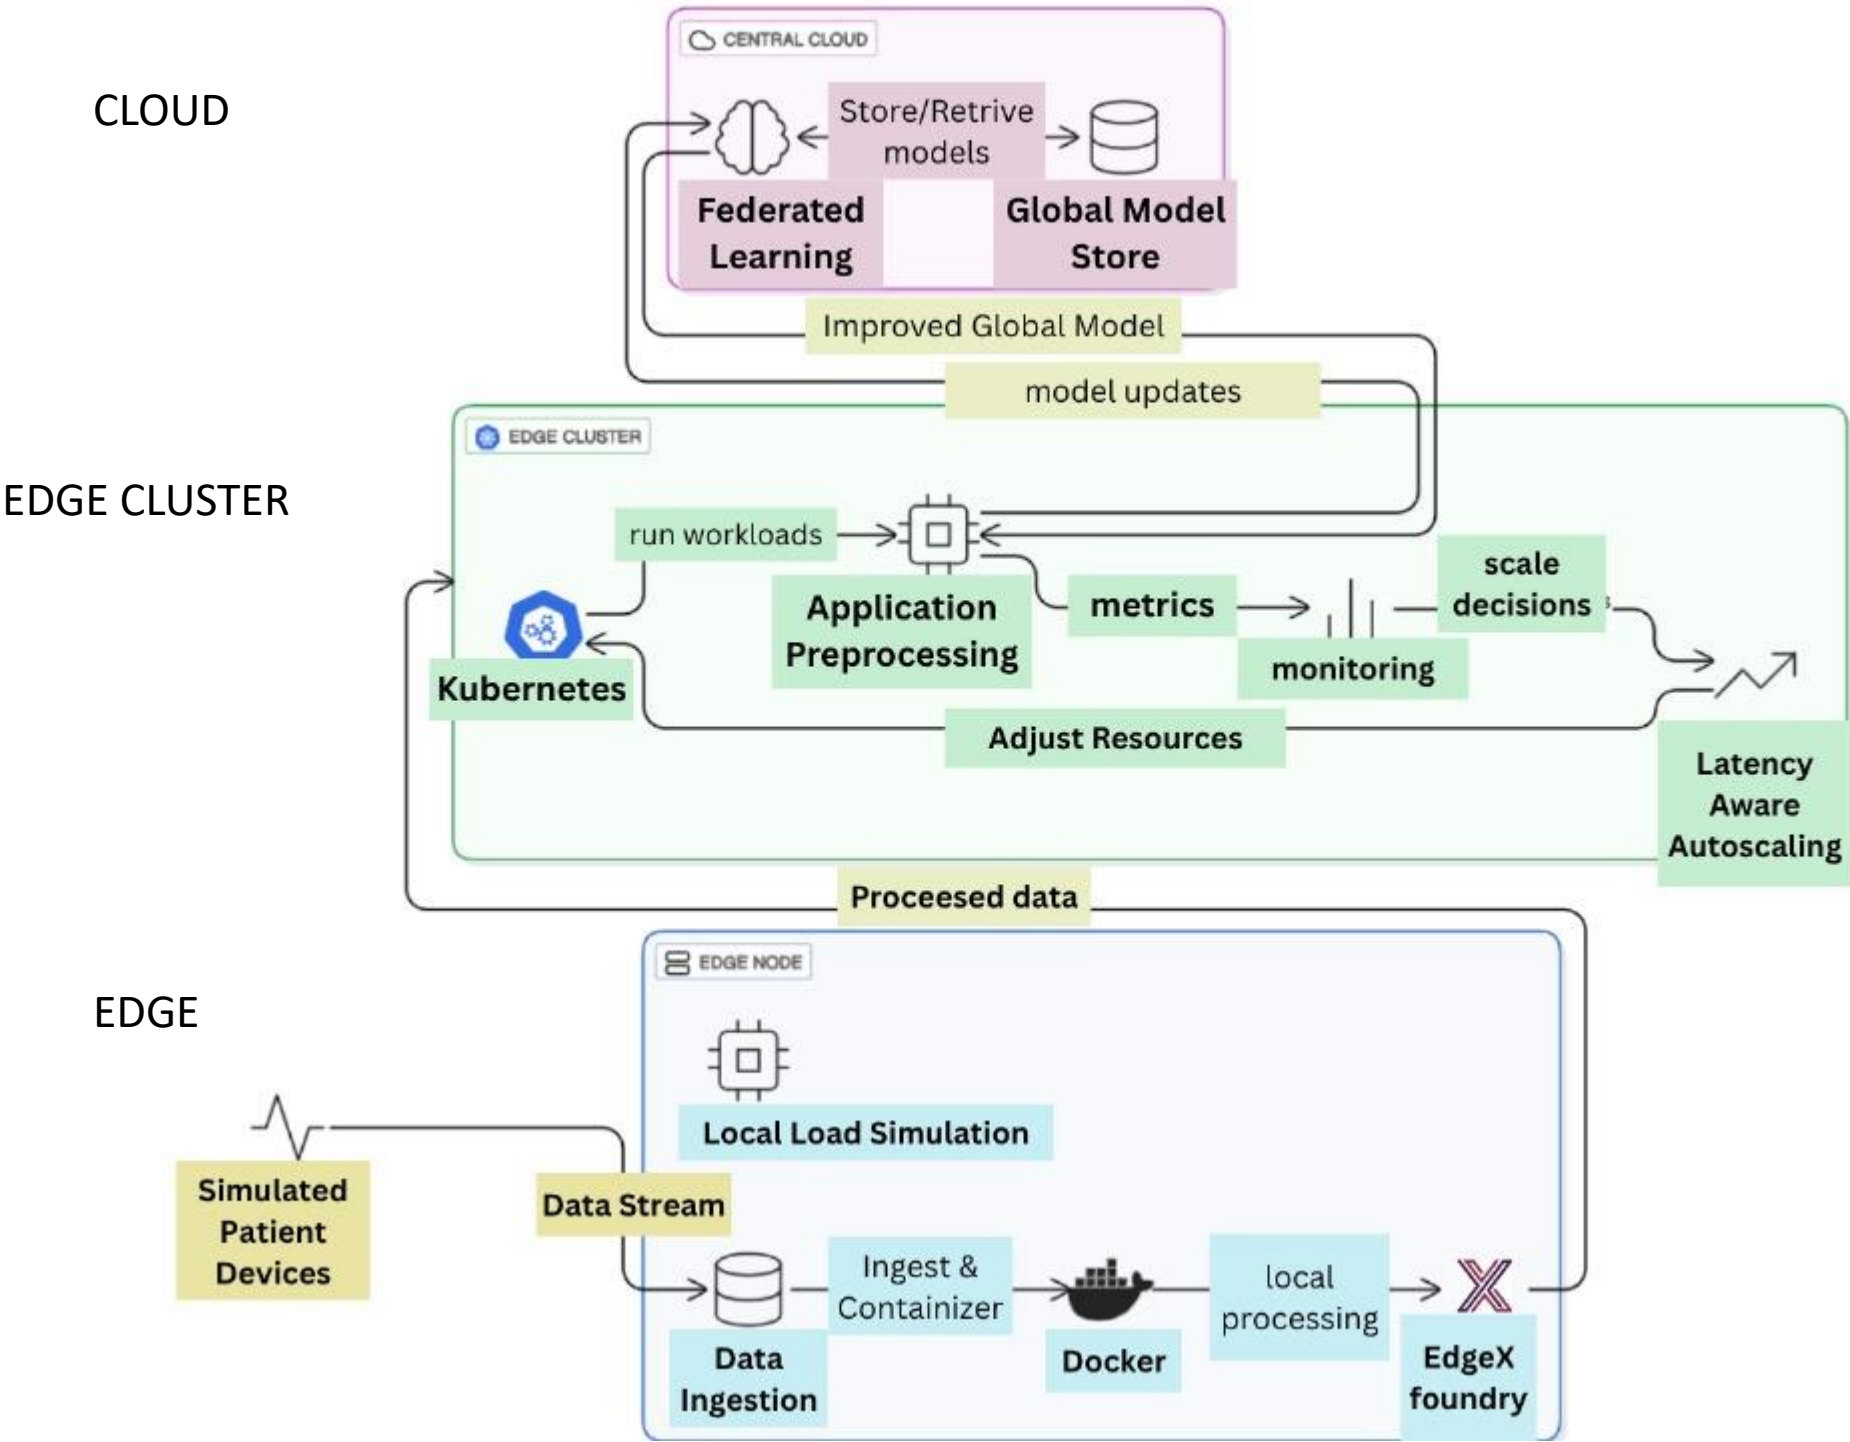 CENTRAL CLOUD
CLOUD
Store/Retrive
models
Federated
Learning
Global Model
Store
Improved Global Model
model updates
EDGE CLUSTER
EDGE CLUSTER
run workloads
scale
decisions
Application
Preprocessing
metrics
monitoring
Kubernetes
Adjust Resources
Latency
Aware
Autoscaling
Proceesed data
EDGE NODE
EDGE
Local Load Simulation
Simulated
Patient
Devices
Data Stream
Ingest &
Containizer
local
processing
Data
Ingestion
Docker
EdgeX
foundry